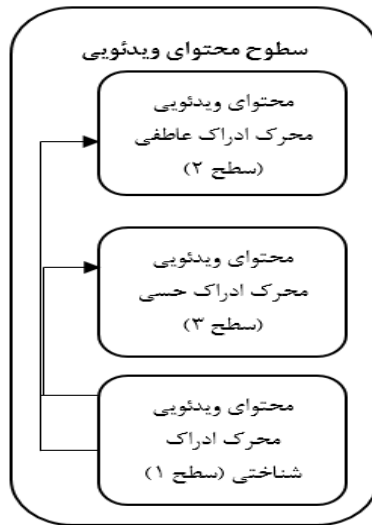 سطوح محتوای ویدئویی
محتوای ویدئویی
محرک ادراک عاطفی
(سطح ۲)
محتوای ویدئویی
محرک ادراک حسی
(سطح ۳)
محتوای ویدئویی
محرک ادراک
شناختی (سطح ۱)